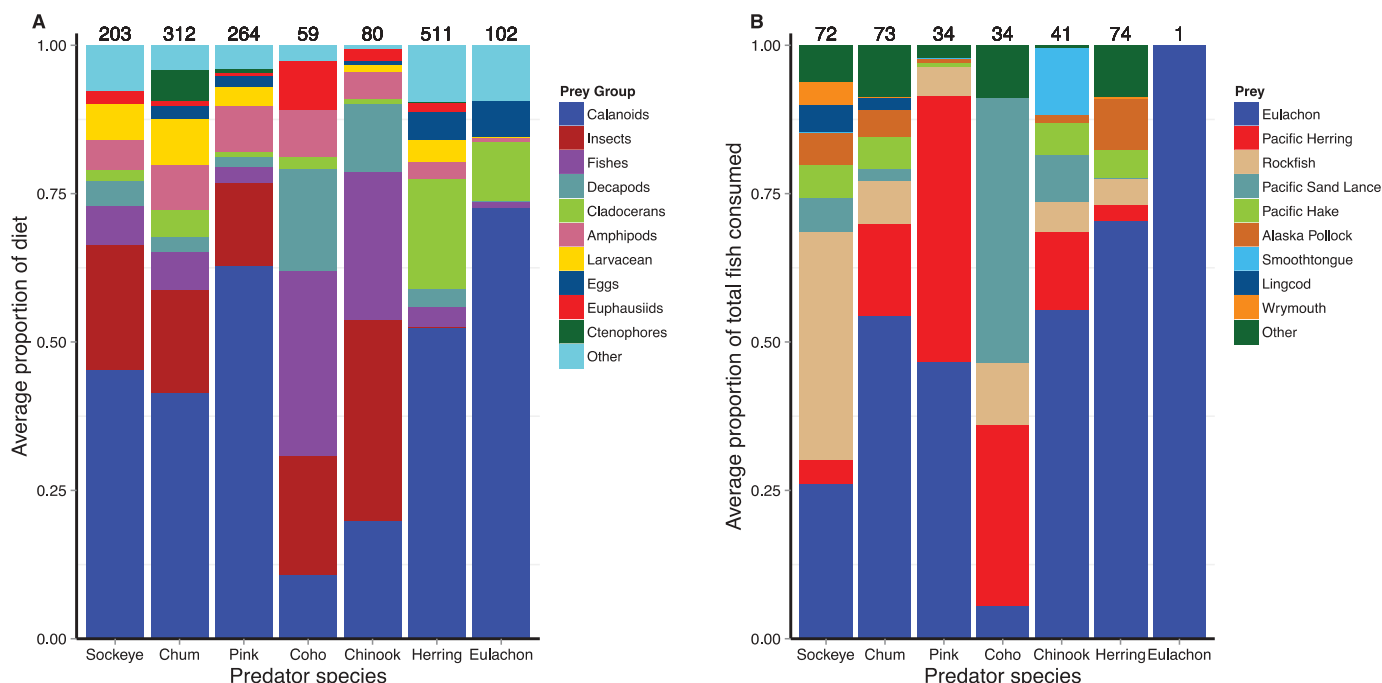 A
203 312 264 59 80 511 102
1.00
0.75
0.50
0.25
0.00
Average proportion of diet
Sockeye Chum Pink Coho Chinook Herring Eulachon
Predator species
Prey Group
Calanoids
Insects
Fishes
Decapods
Cladocerans
Amphipods
Larvacean
Eggs
Euphausiids
Ctenophores
Other
B
72 73 34 34 41 74 1
1.00
0.75
0.50
0.25
0.00
Average proportion of total fish consumed
Sockeye Chum Pink Coho Chinook Herring Eulachon
Predator species
Prey
Eulachon
Pacific Herring
Rockfish
Pacific Sand Lance
Pacific Hake
Alaska Pollock
Smoothtongue
Lingcod
Wrymouth
Other